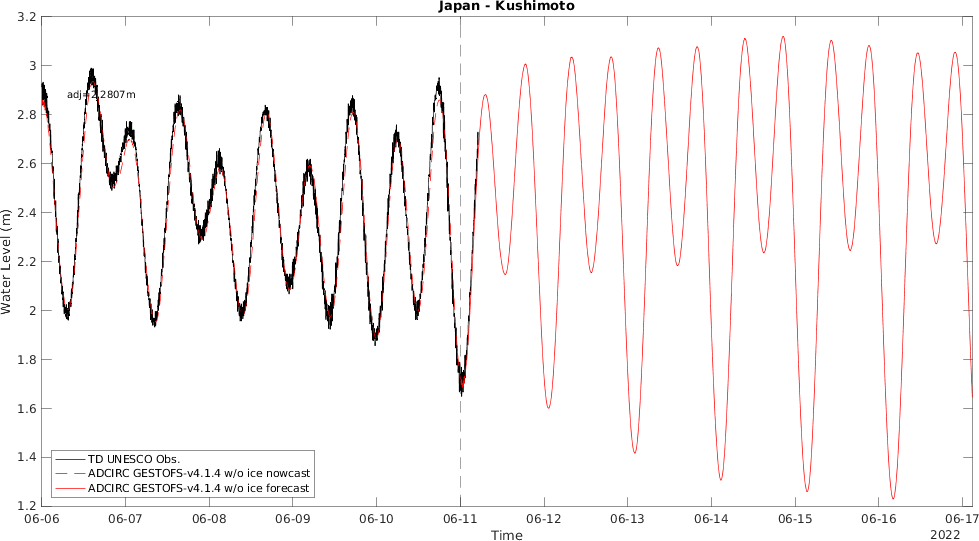 Japan - Kushimoto
3.2
3
2.8
2.6
2.4
2.2
2
1.8
1.6
1.4
1.2
Water Level (m)
adj=2.2807m
TD UNESCO Obs.
ADCIRC GESTOFS-v4.1.4 w/o ice nowcast
ADCIRC GESTOFS-v4.1.4 w/o ice forecast
06-06 06-07 06-08 06-09 06-10 06-11 06-12 06-13 06-14 06-15 06-16 06-17
Time
2022